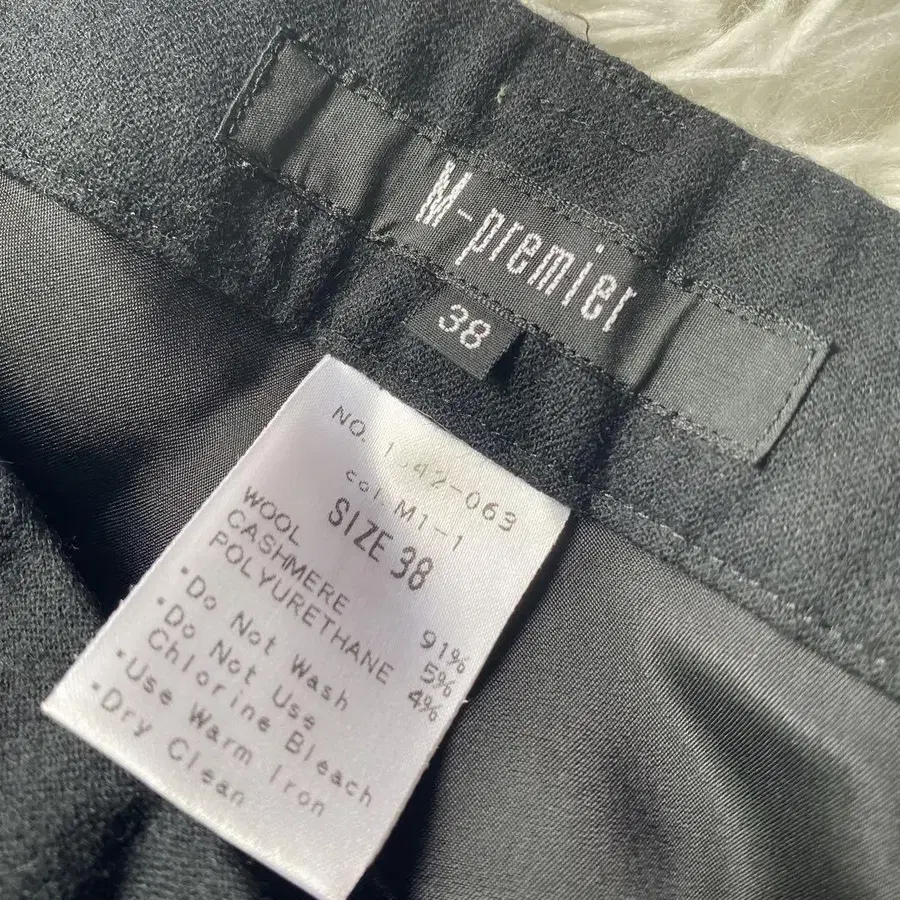 M-premier
38
NO. 1 42-063
col. M1-1
SIZE 38
WOOL 91%
CASHMERE 5%
POLYURETHANE 4%
・Do Not Wash
・Do Not Use
Chlorine Bleach
・Use Warm Iron
・Dry Clean